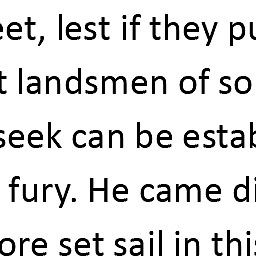 eet, lest if they pu
t landsmen of so
seek can be estab
fury. He came di
ore set sail in this